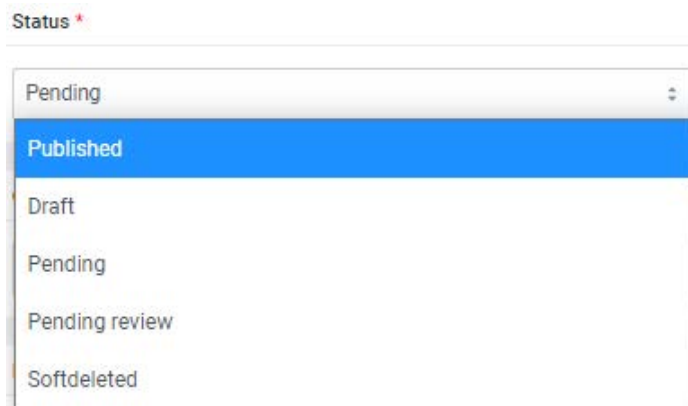 Status *
Pending
Published
Draft
Pending
Pending review
Softdeleted